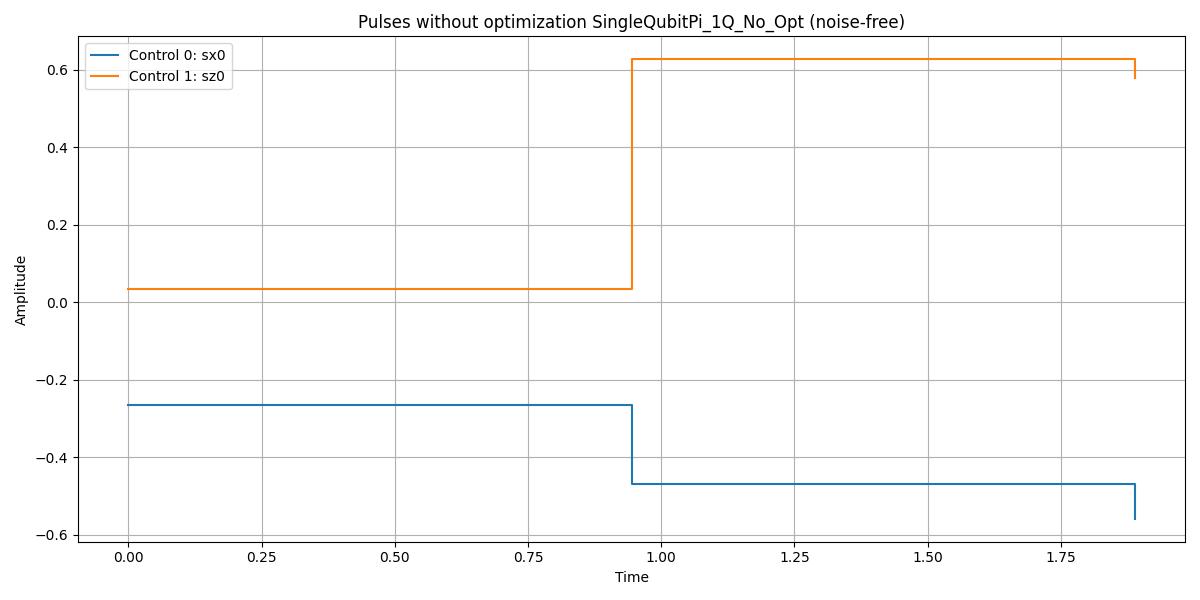 Pulses without optimization SingleQubitPi_1Q_No_Opt (noise-free)
Control 0: sx0
Control 1: sz0
Amplitude
0.6
0.4
0.2
0.0
−0.2
−0.4
−0.6
0.00 0.25 0.50 0.75 1.00 1.25 1.50 1.75
Time